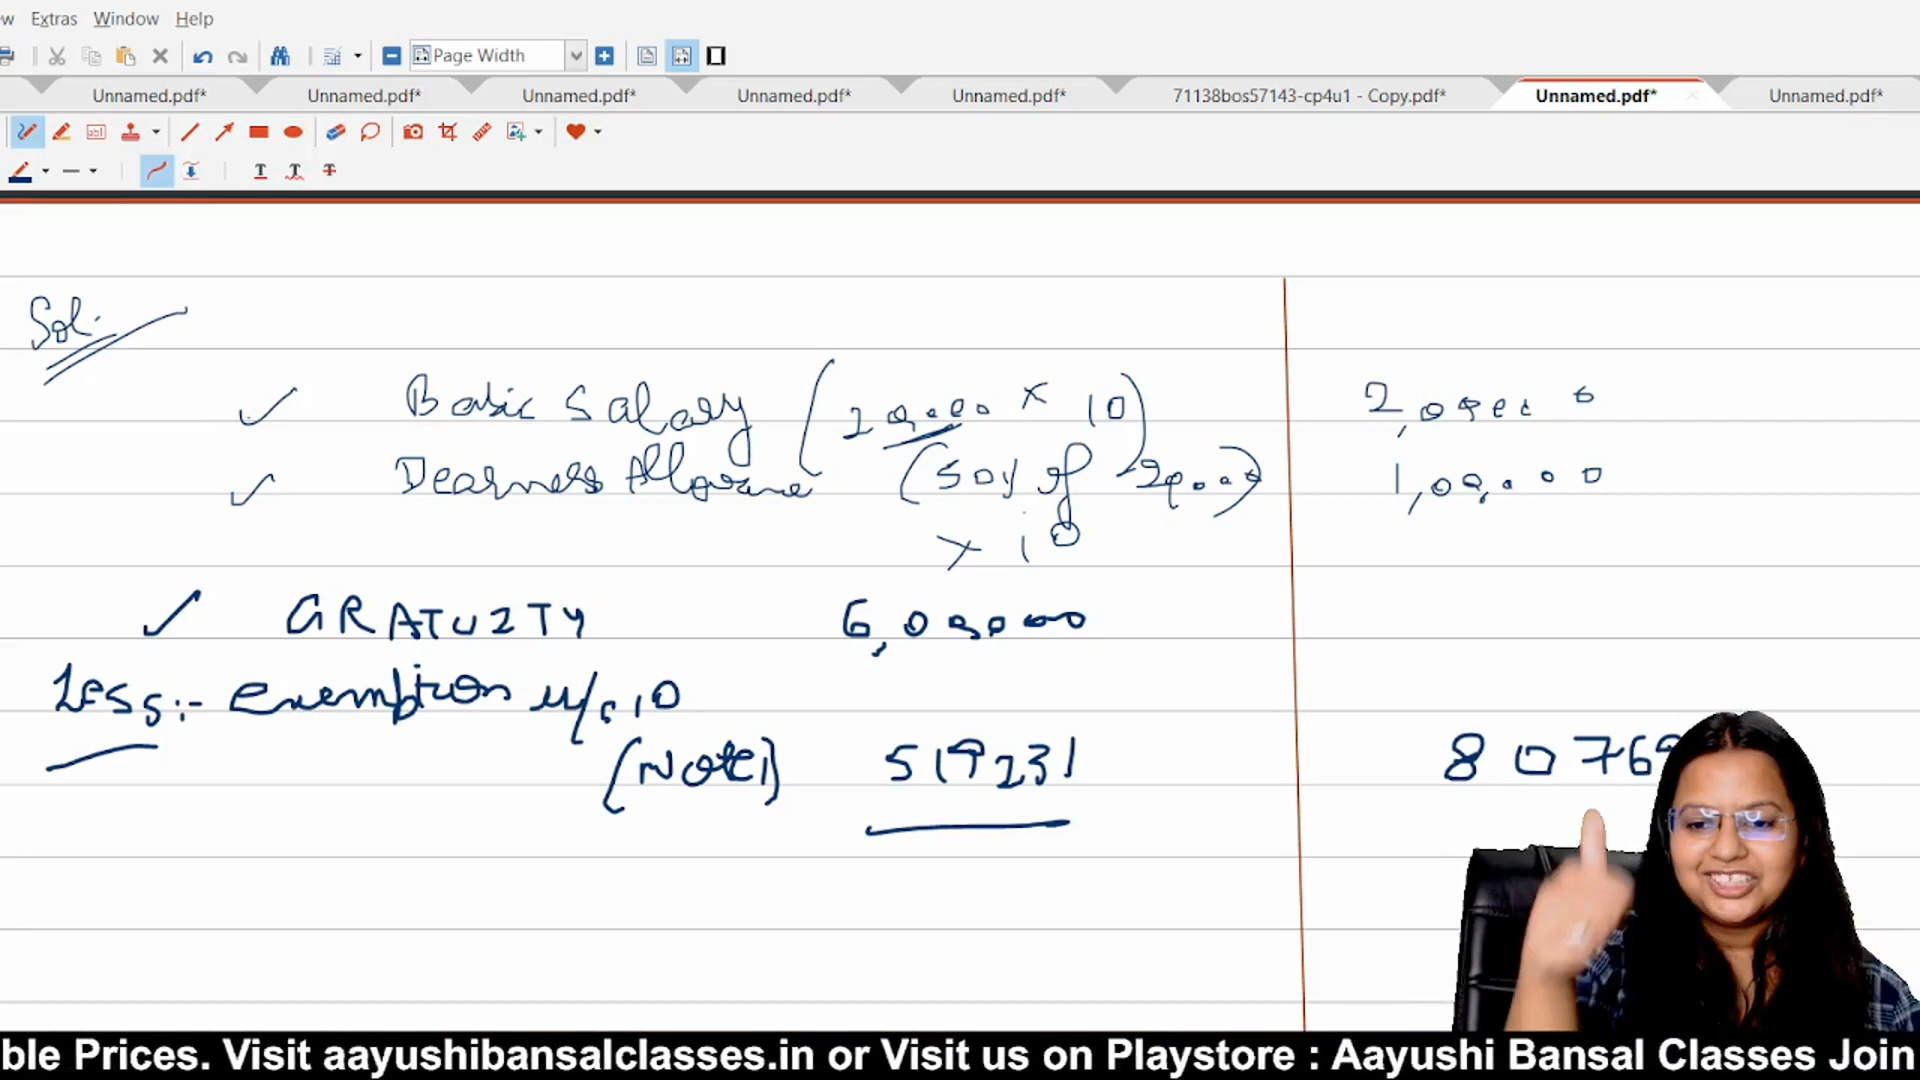 Extras Window Help
Page Width
Unnamed.pdf* Unnamed.pdf* Unnamed.pdf* Unnamed.pdf* Unnamed.pdf* 71138bos57143-cp4u1 - Copy.pdf* Unnamed.pdf* Unnamed.pdf*
Sol.
Basic Salary (20,000 × 10) 2,00,000
Dearness Allowance (50% of 20,000) 1,00,000
× 10
GRATUITY 6,00,000
Less:- exemption u/s 10
(Note 1) 519231 80769
ble Prices. Visit aayushibansalclasses.in or Visit us on Playstore : Aayushi Bansal Classes Join